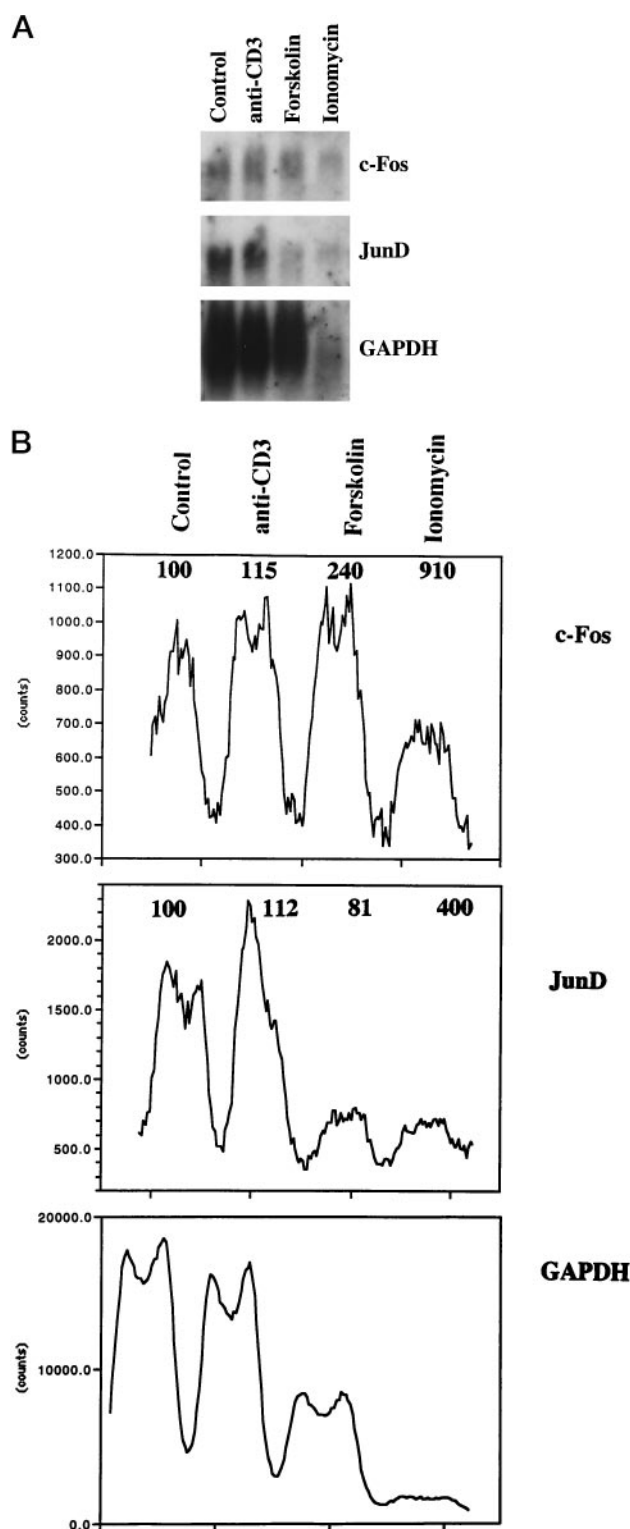 A
Control anti-CD3 Forskolin Ionomycin
c-Fos
JunD
GAPDH
B
Control anti-CD3 Forskolin Ionomycin
1200.0
1100.0
1000.0
900.0
800.0
700.0
600.0
500.0
400.0
300.0
(counts)
100 115 240 910
c-Fos
2000.0
1500.0
1000.0
500.0
(counts)
100 112 81 400
JunD
20000.0
10000.0
0.0
(counts)
GAPDH